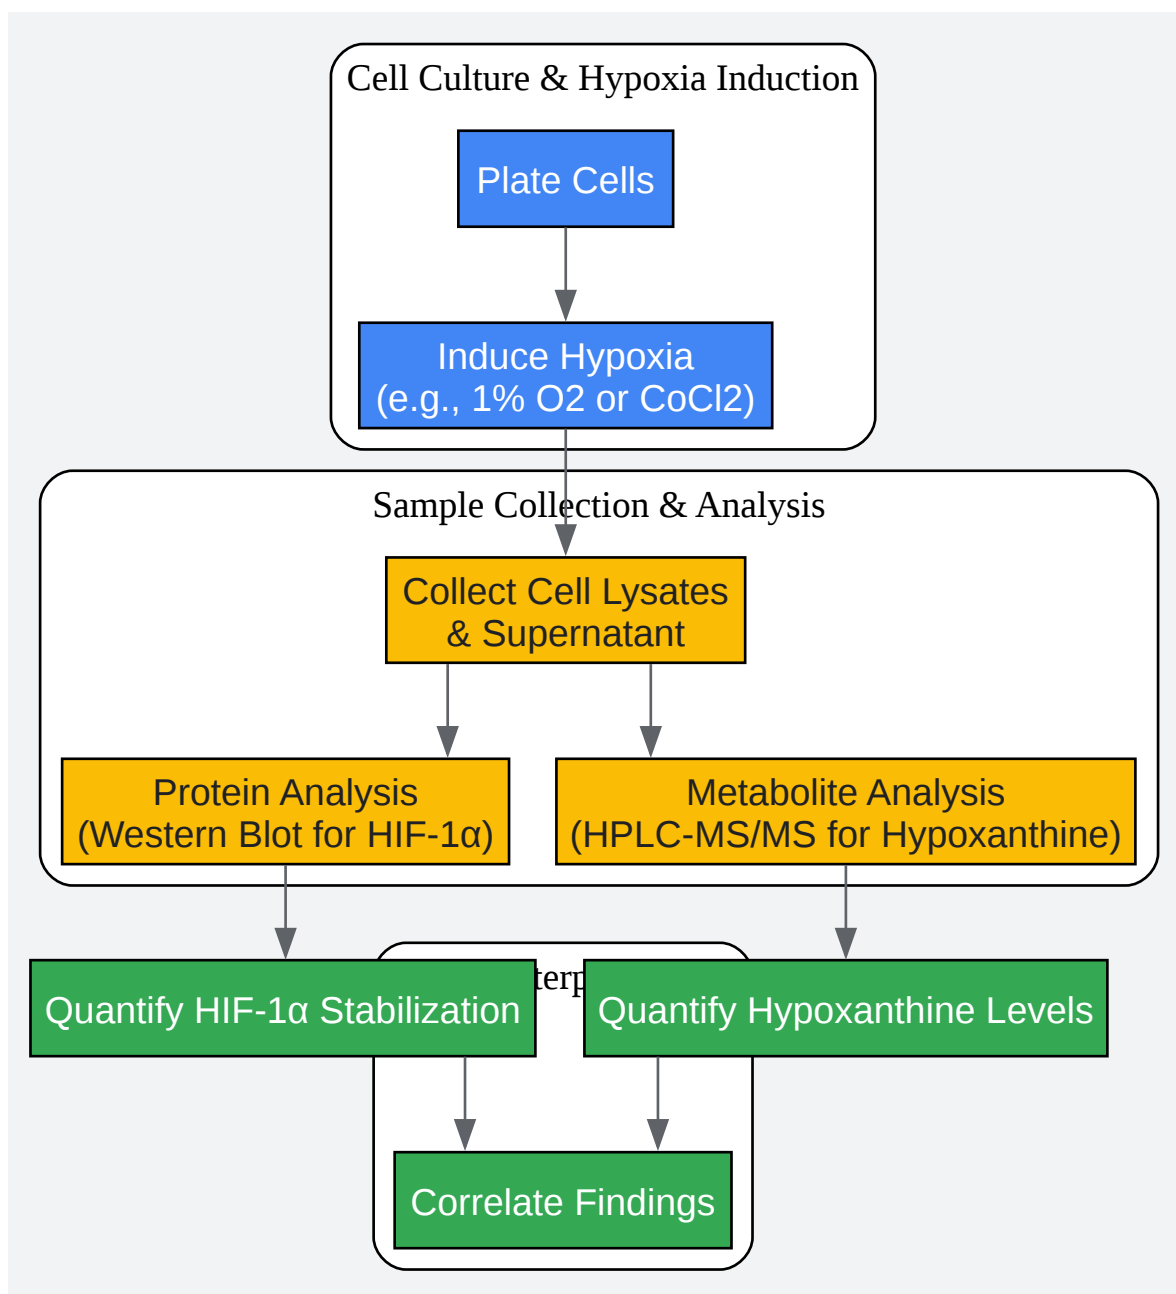 Cell Culture & Hypoxia Induction
Plate Cells
Induce Hypoxia
(e.g., 1% O2 or CoCl2)
Sample Collection & Analysis
Collect Cell Lysates
& Supernatant
Protein Analysis
(Western Blot for HIF-1α)
Metabolite Analysis
(HPLC-MS/MS for Hypoxanthine)
Quantify HIF-1α Stabilization
Quantify Hypoxanthine Levels
Correlate Findings